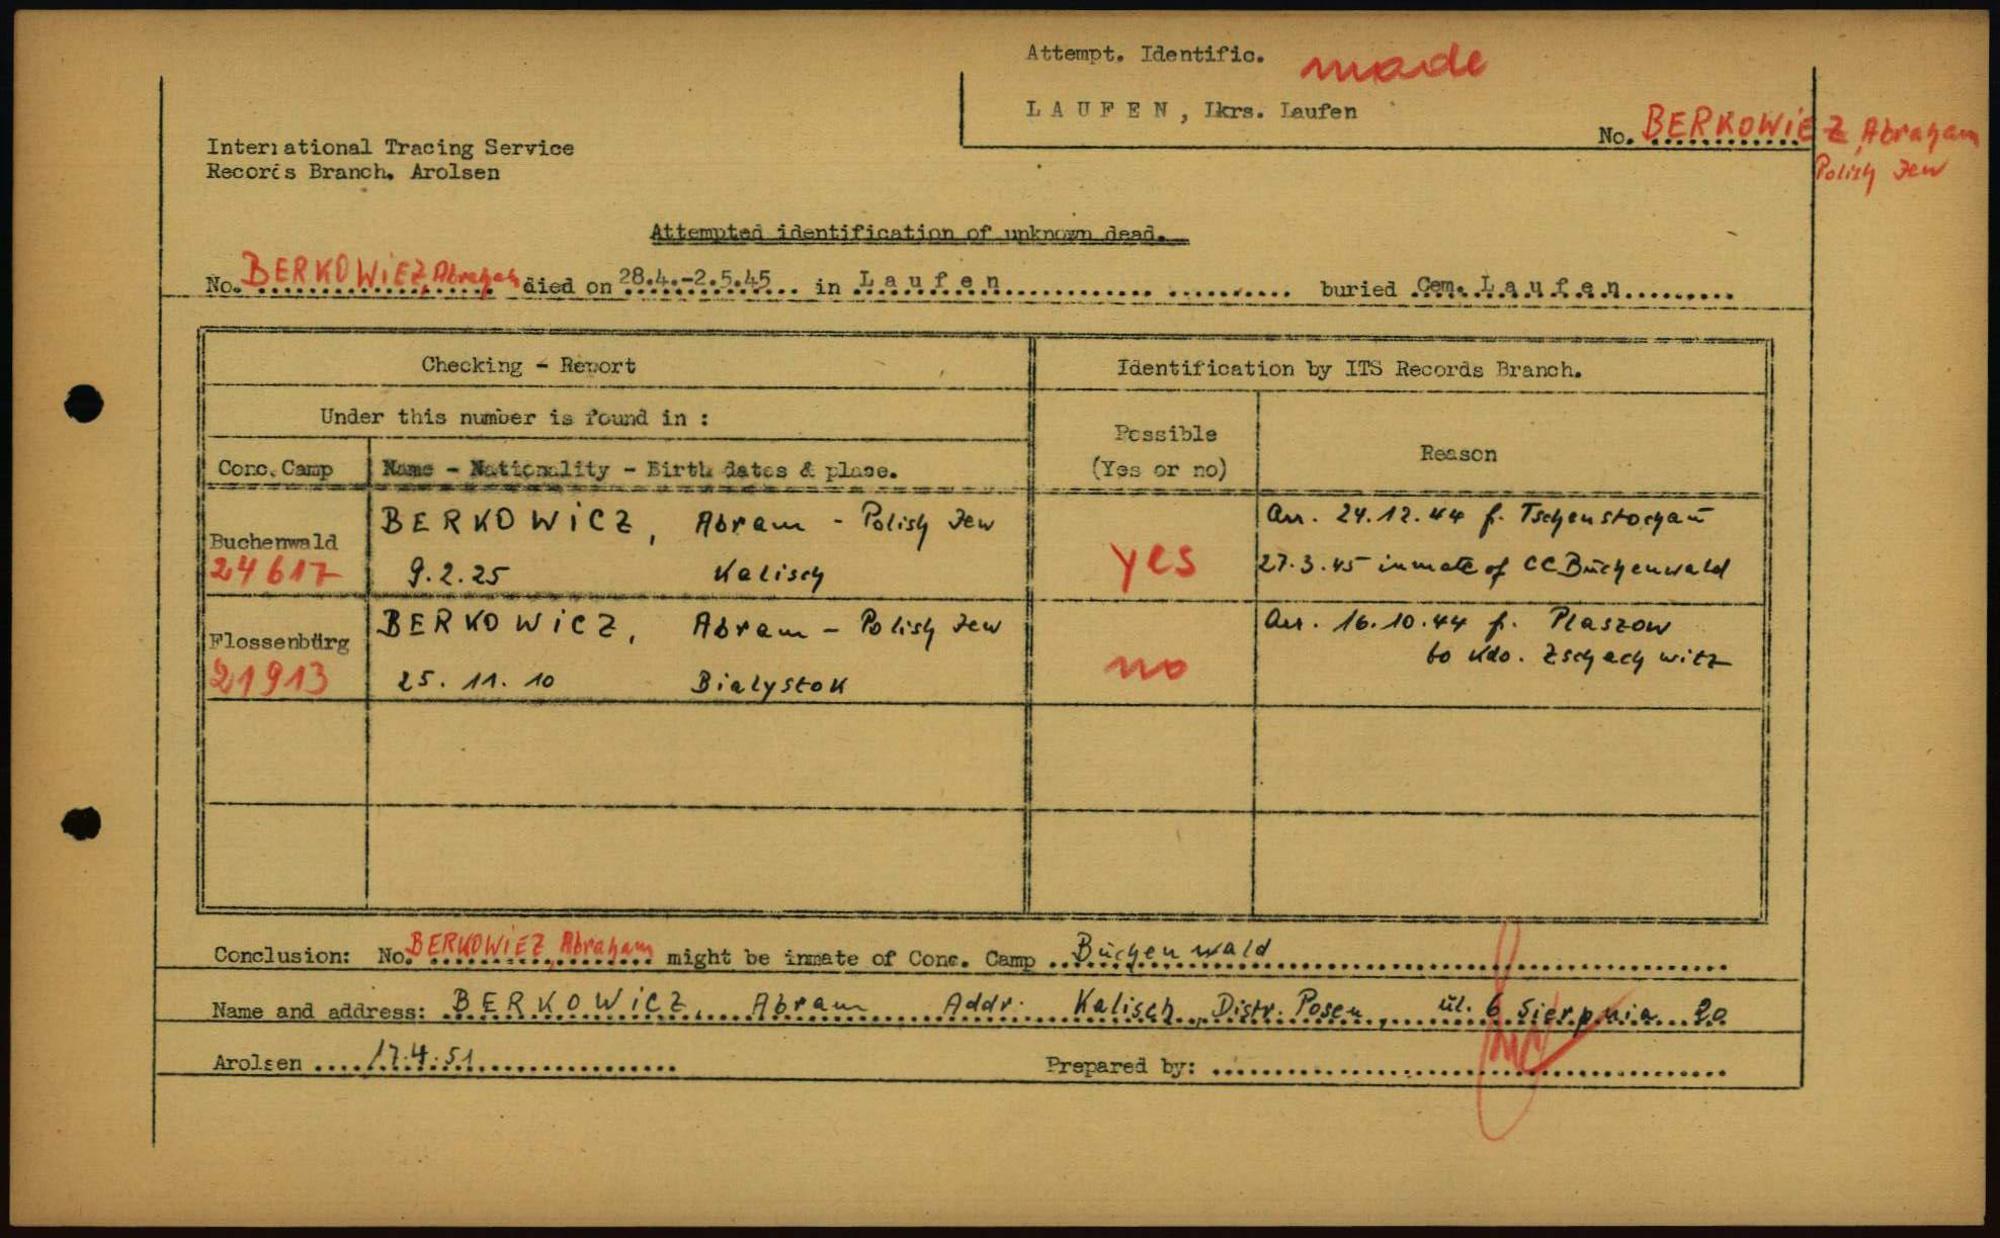 Attempt. Identific. made
LAUFEN, Lkrs. Laufen
No. BERKOWIEZ, Abraham
Polish Jew
International Tracing Service
Records Branch. Arolsen
Attempted identification of unknown dead.
No. BERKOWIEZ, Abraham died on 28.4.-2.5.45 in Laufen buried Cem. Laufen
Checking - Report
Identification by ITS Records Branch.
Under this number is found in :
Possible
(Yes or no)
Reason
Conc. Camp
Name - Nationality - Birth dates & place.
Buchenwald
24617
BERKOWICZ, Abram - Polish Jew
9.2.25 Kalisch
yes
Arr. 24.12.44 f. Tschenstochau
27.3.45 inmate of CC Buchenwald
Flossenbürg
21913
BERKOWICZ, Abram - Polish Jew
25.11.10 Bialystok
no
Arr. 16.10.44 f. Plaszow
to Kdo. Zschachwitz
Conclusion: No. BERKOWIEZ, Abraham might be inmate of Conc. Camp Buchenwald
Name and address: BERKOWICZ, Abram Addr. Kalisch, Distr. Posen, ul. 6 Sierpnia 20
Arolsen 17.4.51
Prepared by: